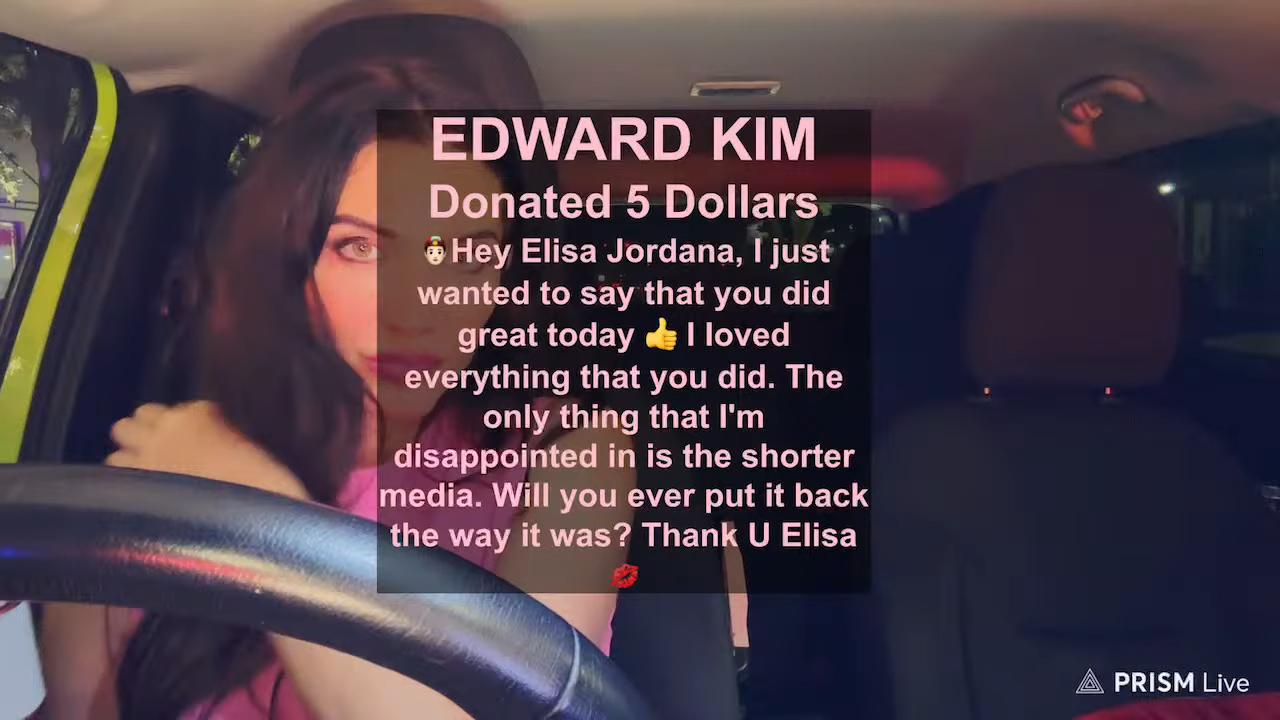 EDWARD KIM
Donated 5 Dollars
Hey Elisa Jordana, I just
wanted to say that you did
great today 👍 I loved
everything that you did. The
only thing that I'm
disappointed in is the shorter
media. Will you ever put it back
the way it was? Thank U Elisa
💋
PRISM Live